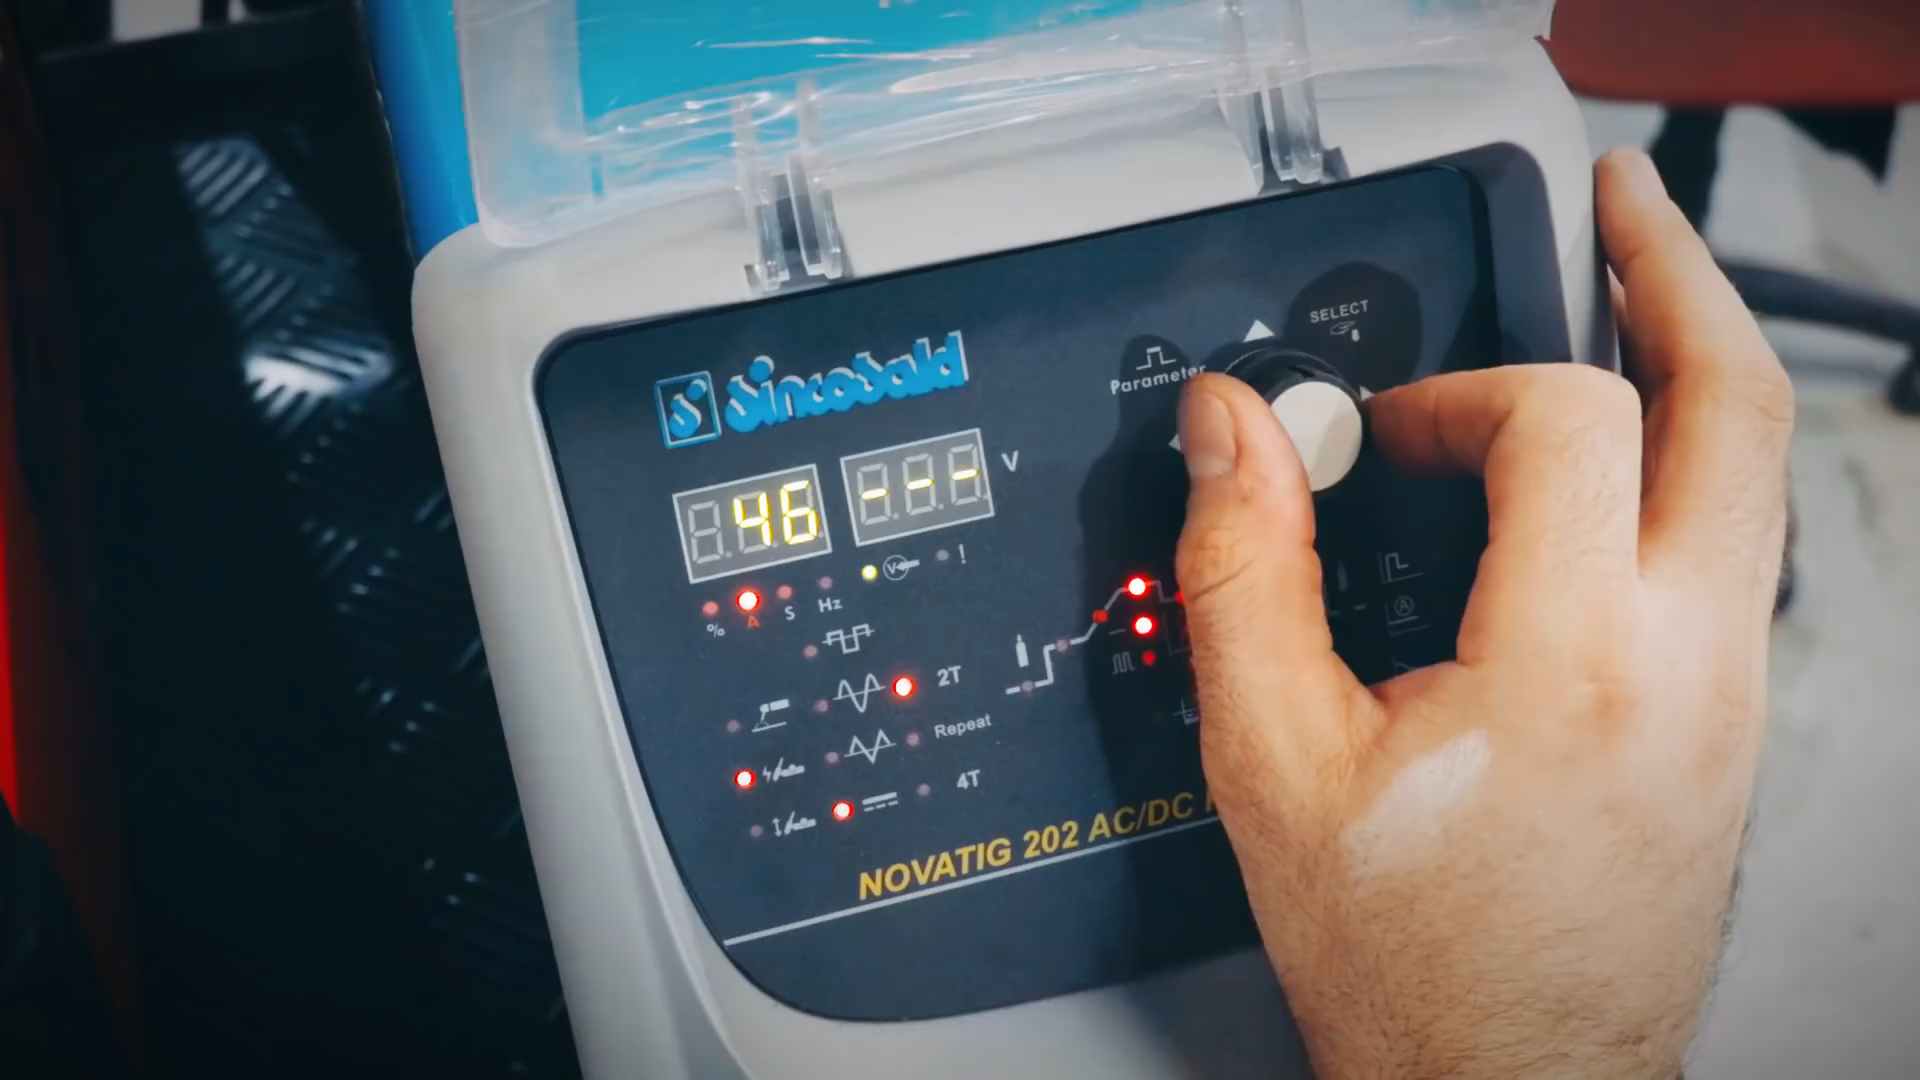 SELECT
Parameter
SincoSald
46
--- V
V !
% A S Hz
2T
Repeat
4T
A
NOVATIG 202 AC/DC